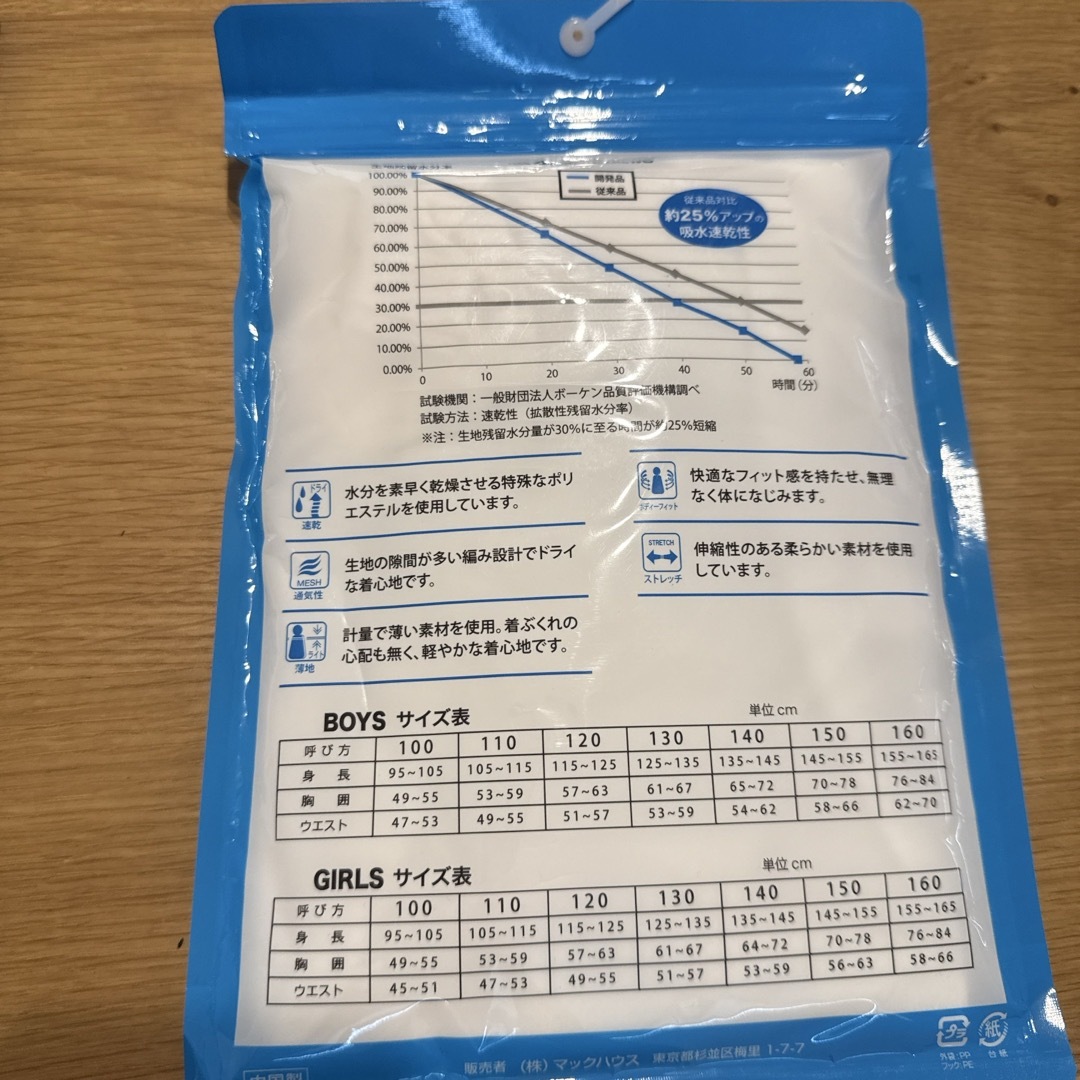 100.00%
90.00%
80.00%
70.00%
60.00%
50.00%
40.00%
30.00%
20.00%
10.00%
0.00%
開発品
従来品
従来品対比
約25%アップの
吸水速乾性
0 10 20 30 40 50 60
時間(分)
試験機関:一般財団法人ボーケン品質評価機構調べ
試験方法:速乾性(拡散性残留水分率)
※注:生地残留水分量が30%に至る時間が約25%短縮
ドライ
速乾
水分を素早く乾燥させる特殊なポリ
エステルを使用しています。
MESH
通気性
生地の隙間が多い編み設計でドライ
な着心地です。
ライト
薄地
計量で薄い素材を使用。着ぶくれの
心配も無く、軽やかな着心地です。
ボディーフィット
快適なフィット感を持たせ、無理
なく体になじみます。
STRETCH
ストレッチ
伸縮性のある柔らかい素材を使用
しています。
BOYS サイズ表 単位cm
呼び方 100 110 120 130 140 150 160
身長 95~105 105~115 115~125 125~135 135~145 145~155 155~165
胸囲 49~55 53~59 57~63 61~67 65~72 70~78 76~84
ウエスト 47~53 49~55 51~57 53~59 54~62 58~66 62~70
GIRLS サイズ表 単位cm
呼び方 100 110 120 130 140 150 160
身長 95~105 105~115 115~125 125~135 135~145 145~155 155~165
胸囲 49~55 53~59 57~63 61~67 64~72 70~78 76~84
ウエスト 45~51 47~53 49~55 51~57 53~59 56~63 58~66
プラ
外袋:PP
フック:PE
紙
台紙
販売者 (株)マックハウス 東京都杉並区梅里 1-7-7
中国製